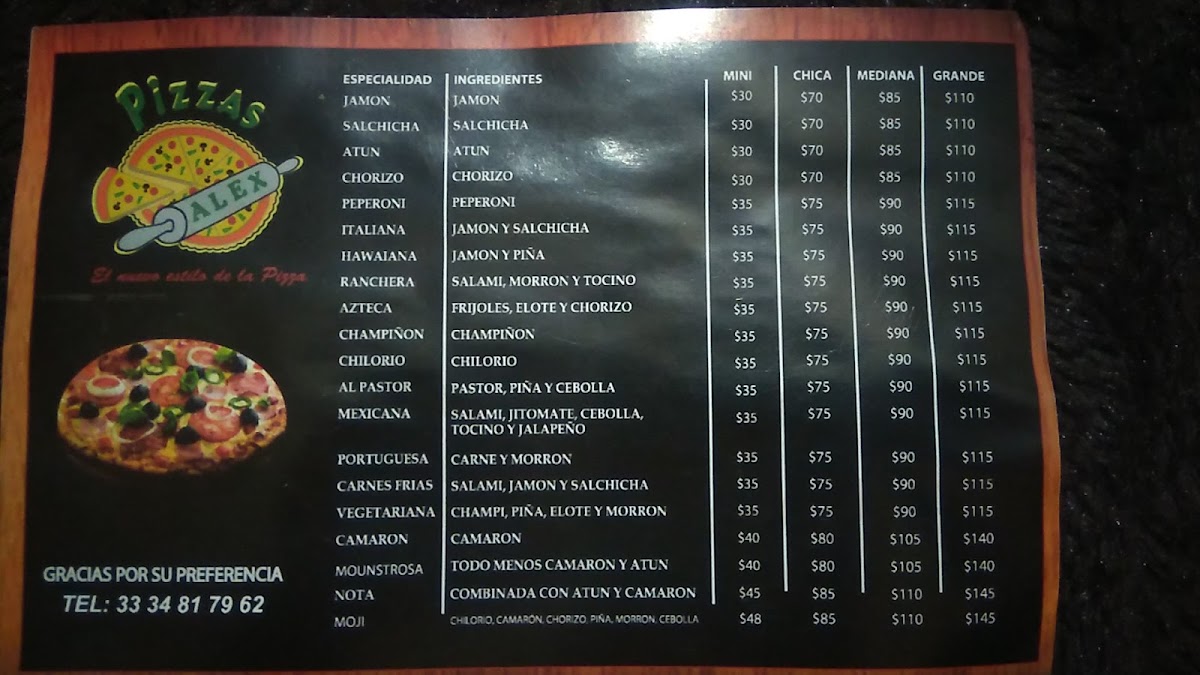 PIZZAS
ALEX
El nuevo estilo de la Pizza
GRACIAS POR SU PREFERENCIA
TEL: 33 34 81 79 62
ESPECIALIDAD INGREDIENTES MINI CHICA MEDIANA GRANDE
JAMON JAMON $30 $70 $85 $110
SALCHICHA SALCHICHA $30 $70 $85 $110
ATUN ATUN $30 $70 $85 $110
CHORIZO CHORIZO $30 $70 $85 $110
PEPERONI PEPERONI $35 $75 $90 $115
ITALIANA JAMON Y SALCHICHA $35 $75 $90 $115
HAWAIANA JAMON Y PIÑA $35 $75 $90 $115
RANCHERA SALAMI, MORRON Y TOCINO $35 $75 $90 $115
AZTECA FRIJOLES, ELOTE Y CHORIZO $35 $75 $90 $115
CHAMPIÑON CHAMPIÑON $35 $75 $90 $115
CHILORIO CHILORIO $35 $75 $90 $115
AL PASTOR PASTOR, PIÑA Y CEBOLLA $35 $75 $90 $115
MEXICANA SALAMI, JITOMATE, CEBOLLA, $35 $75 $90 $115
TOCINO Y JALAPEÑO
PORTUGUESA CARNE Y MORRON $35 $75 $90 $115
CARNES FRIAS SALAMI, JAMON Y SALCHICHA $35 $75 $90 $115
VEGETARIANA CHAMPI, PIÑA, ELOTE Y MORRON $35 $75 $90 $115
CAMARON CAMARON $40 $80 $105 $140
MOUNSTROSA TODO MENOS CAMARON Y ATUN $40 $80 $105 $140
NOTA COMBINADA CON ATUN Y CAMARON $45 $85 $110 $145
MOJI CHILORIO, CAMARÓN, CHORIZO, PIÑA, MORRON, CEBOLLA $48 $85 $110 $145